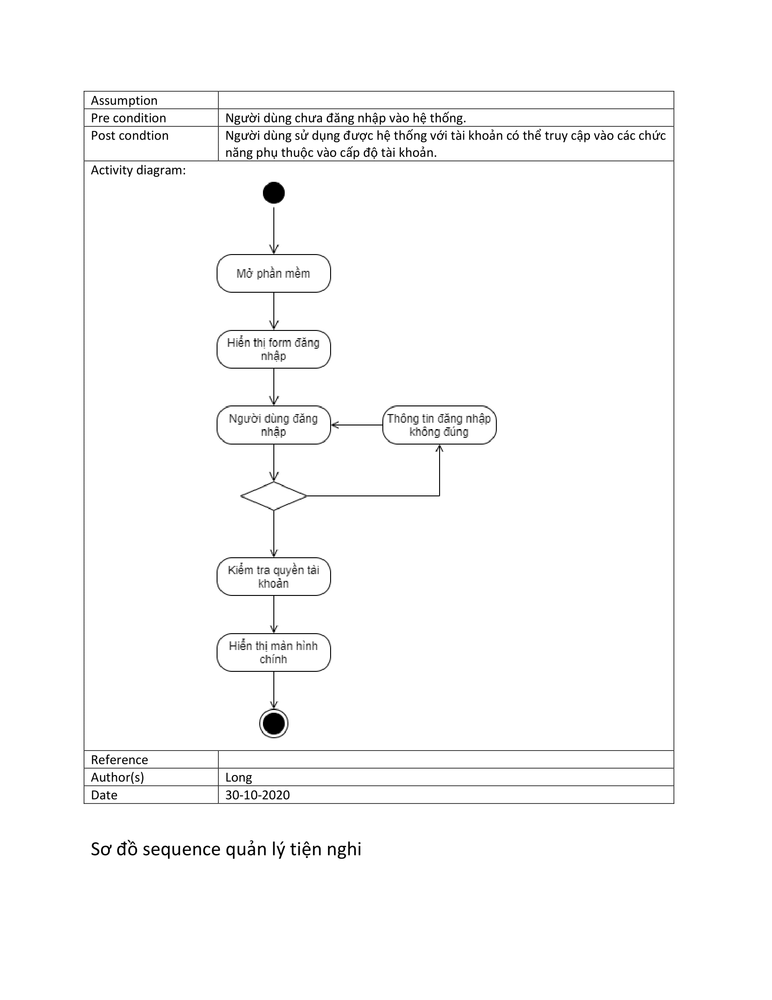 Assumption
Pre condition
Người dùng chưa đăng nhập vào hệ thống.
Post condtion
Người dùng sử dụng được hệ thống với tài khoản có thể truy cập vào các chức
năng phụ thuộc vào cấp độ tài khoản.
Activity diagram:
Mở phần mềm
Hiển thị form đăng
nhập
Người dùng đăng
nhập
Thông tin đăng nhập
không đúng
Kiểm tra quyền tài
khoản
Hiển thị màn hình
chính
Reference
Author(s)
Long
Date
30-10-2020
Sơ đồ sequence quản lý tiện nghi